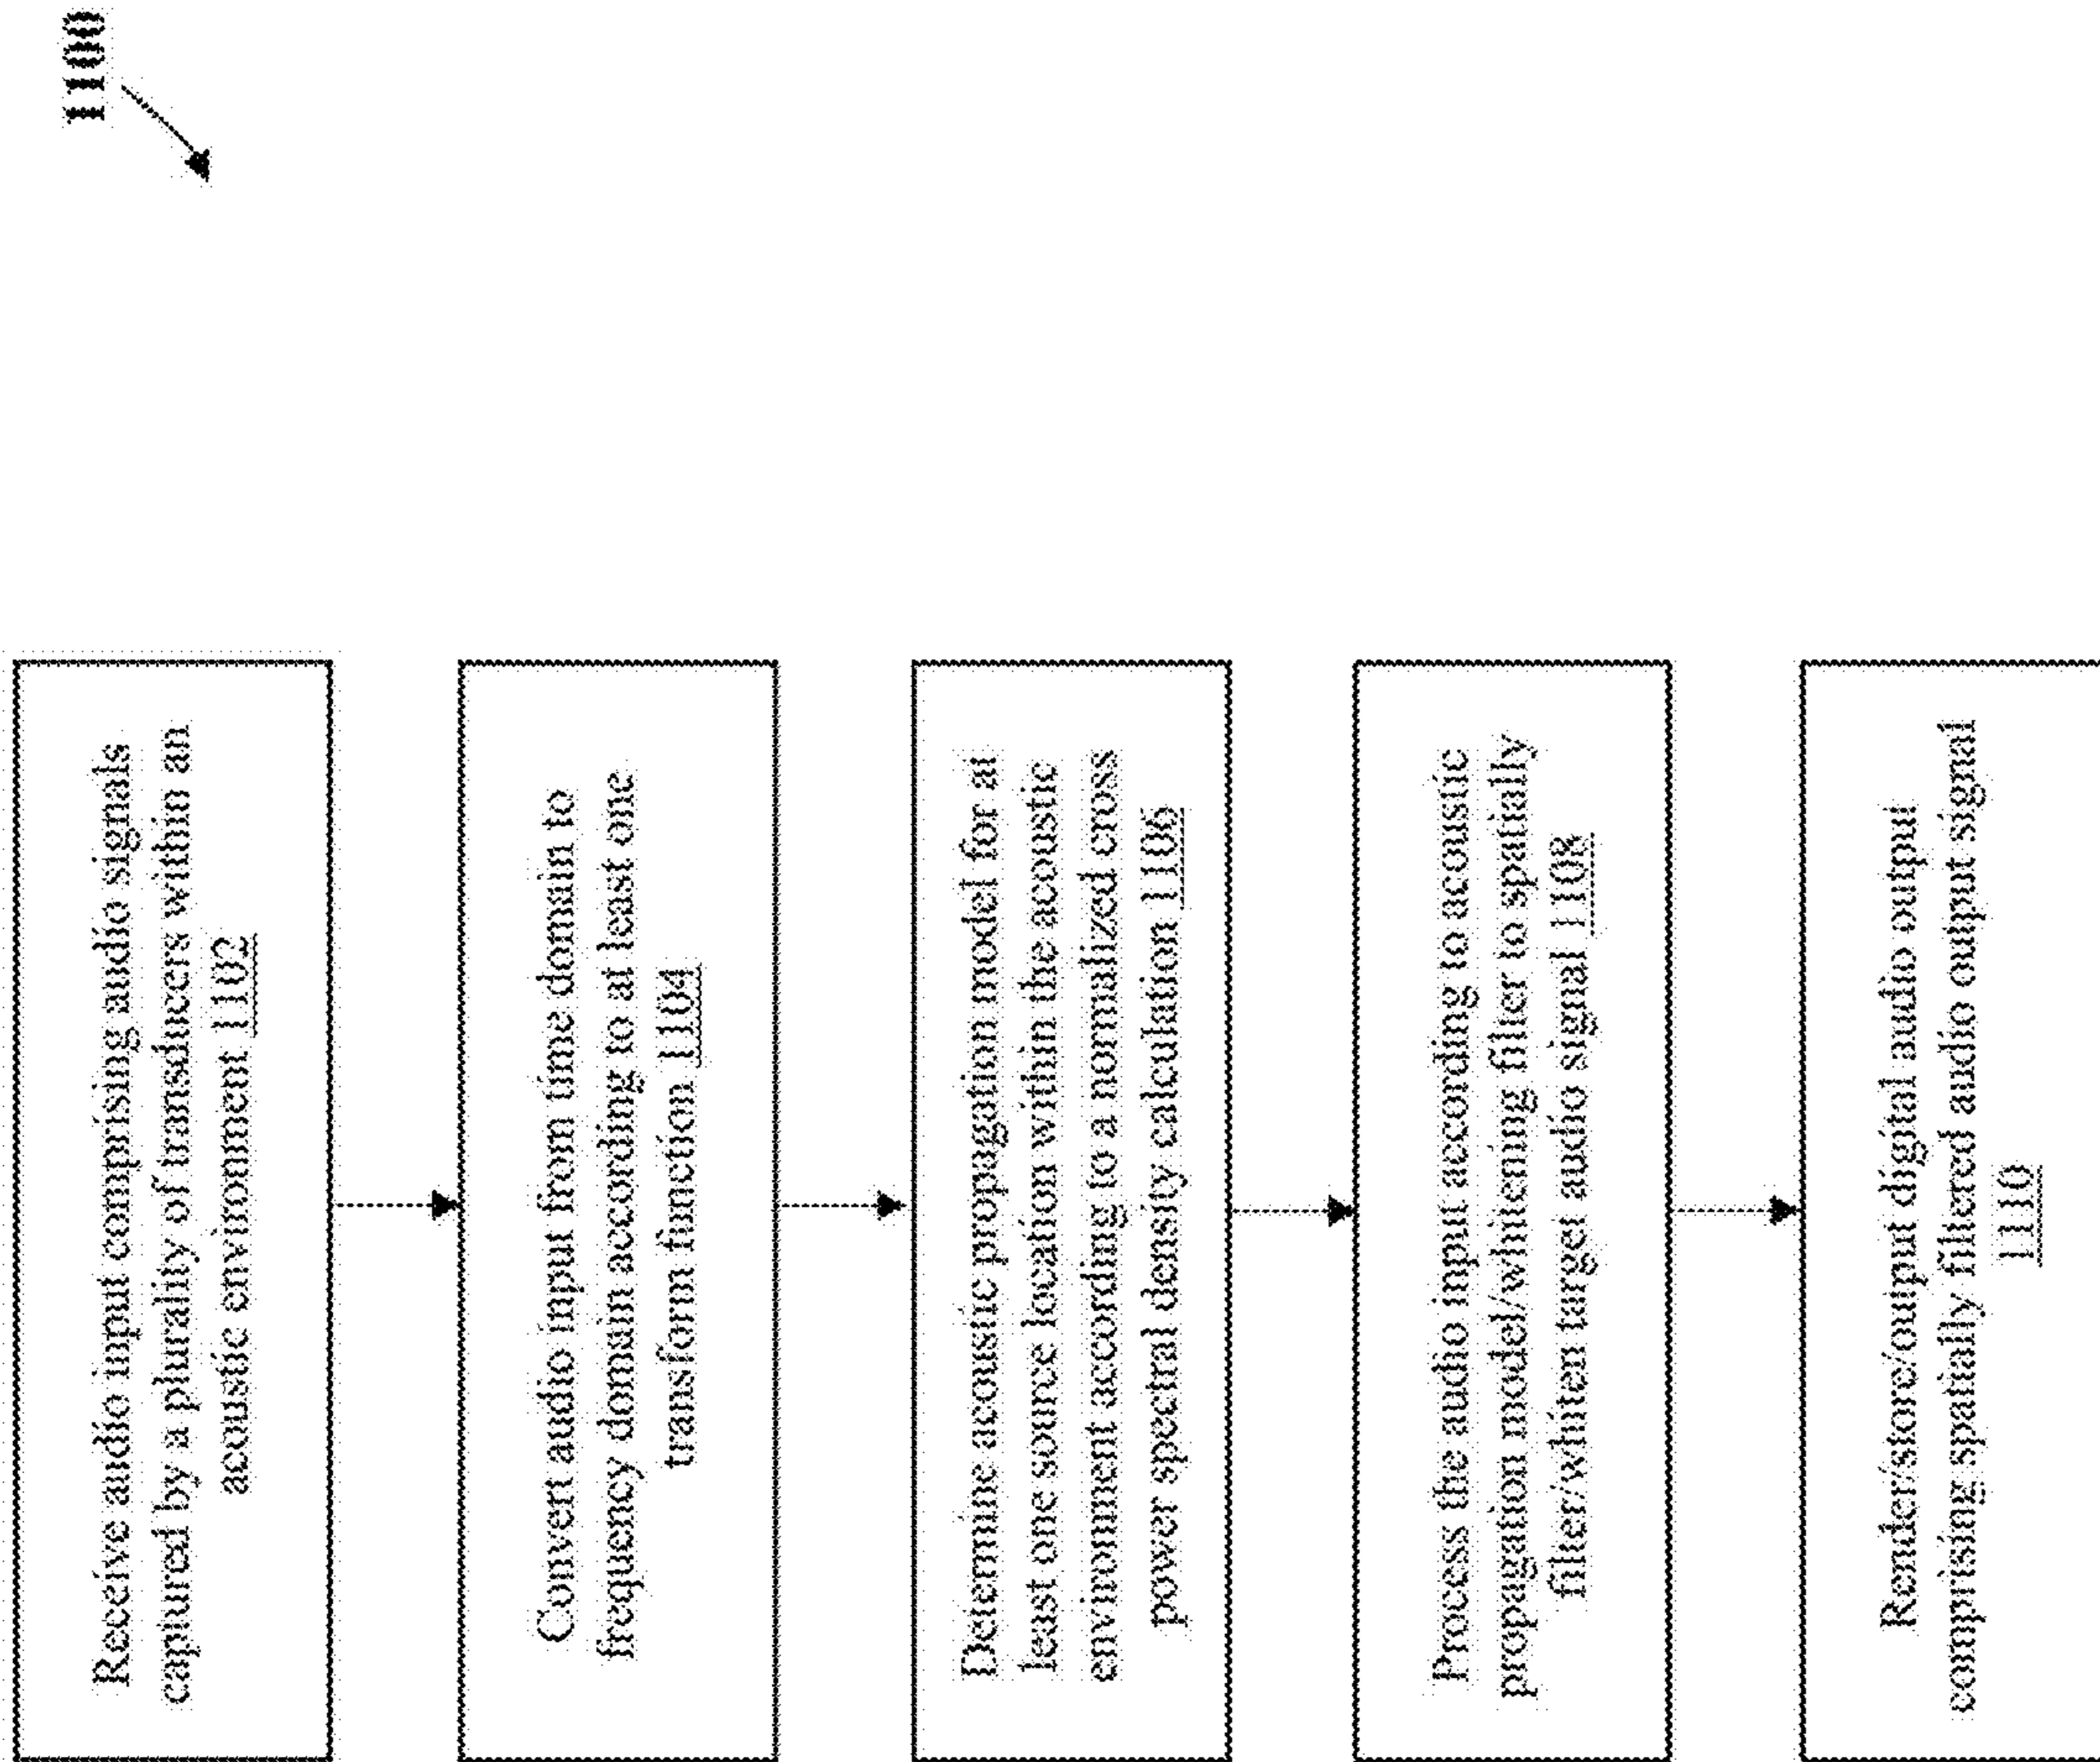 1100
Receive audio input comprising audio signals
captured by a plurality of transducers within an
acoustic environment 1102
Convert audio input from time domain to
frequency domain according to at least one
transform function 1104
Determine acoustic propagation model for at
least one source location within the acoustic
environment according to a normalized cross
power spectral density calculation 1106
Process the audio input according to acoustic
propagation model/whitening filter to spatially
filter/whiten target audio signal 1108
Render/store/output digital audio output
comprising spatially filtered audio output signal
1110